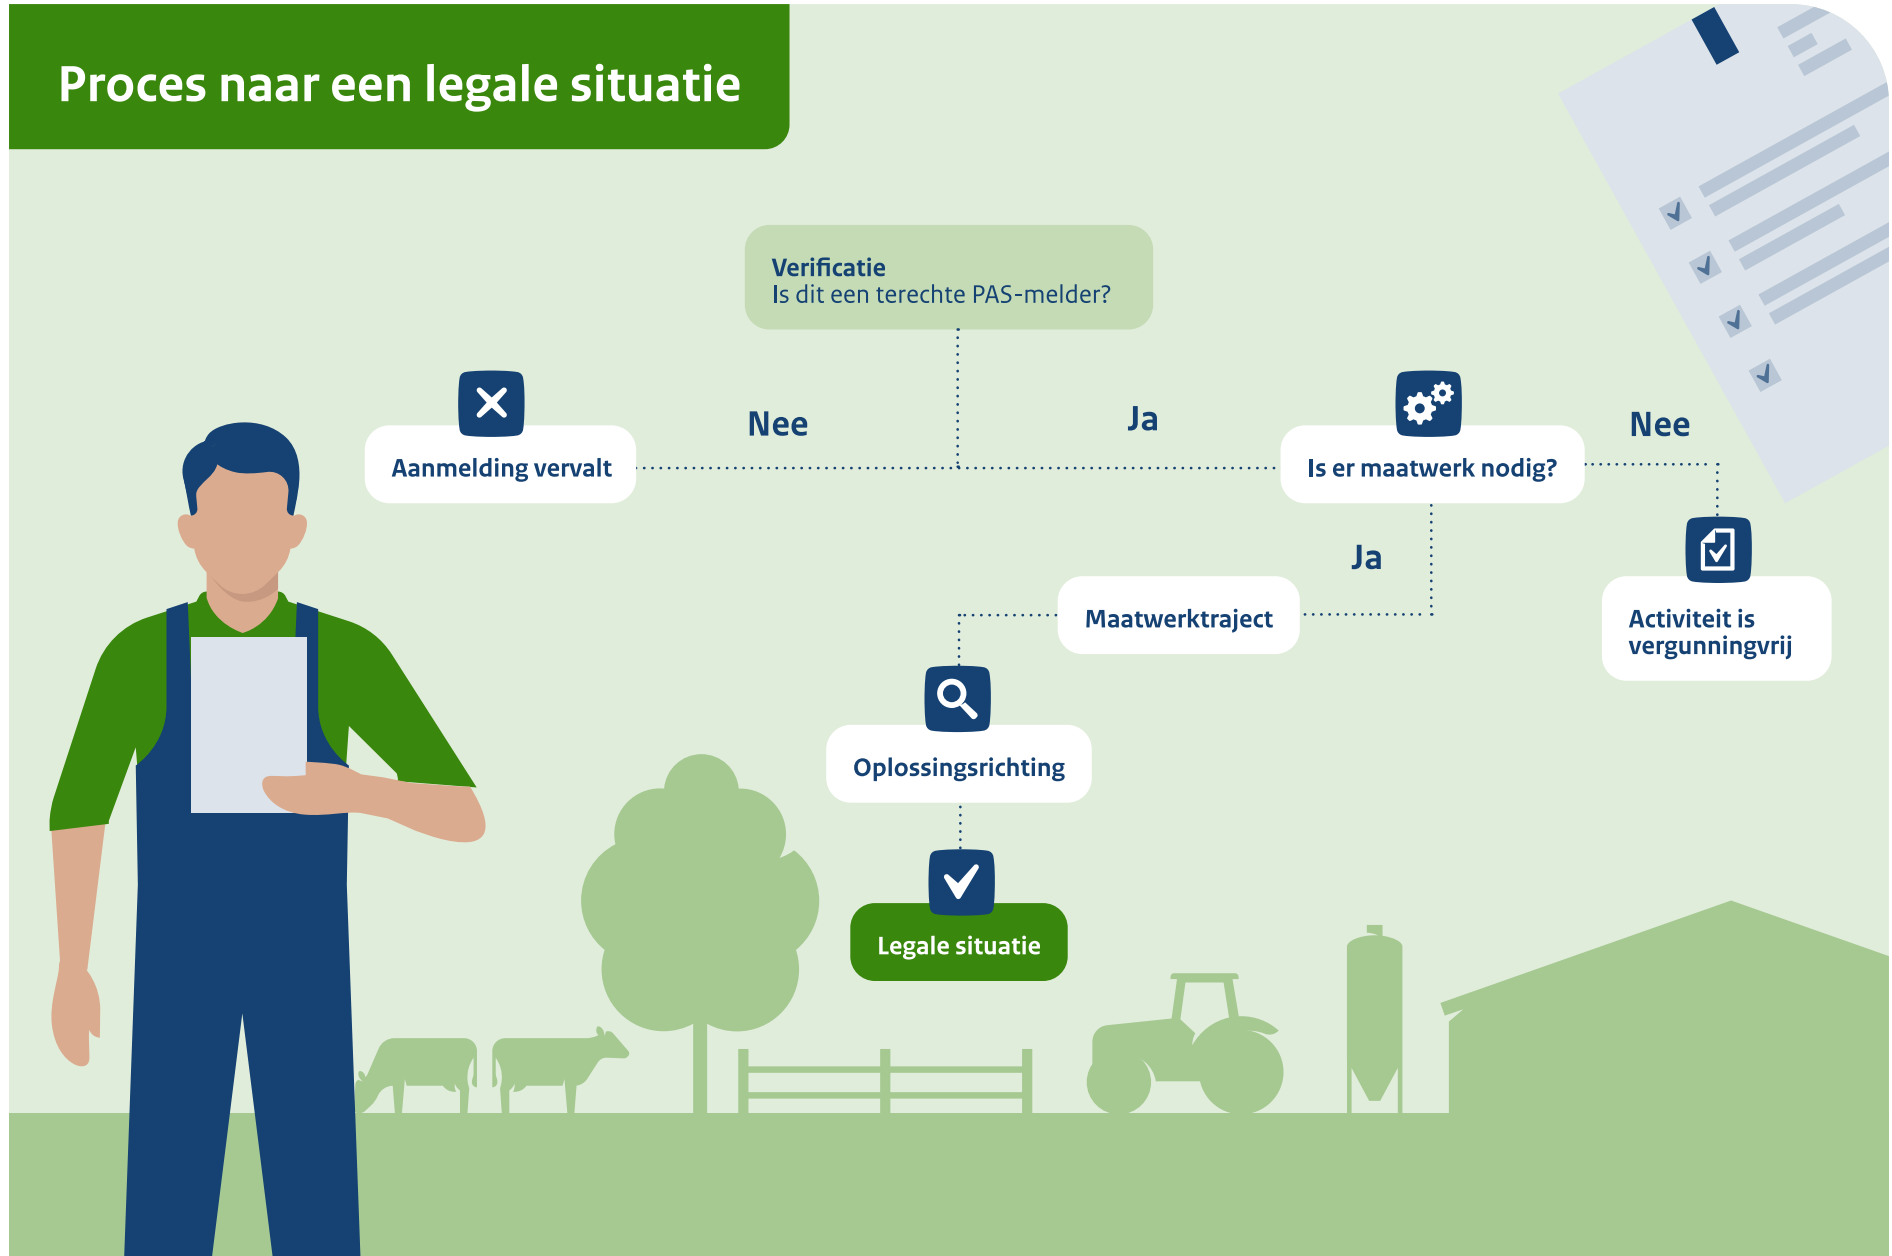 Proces naar een legale situatie
Verificatie
Is dit een terechte PAS-melder?
Nee
Ja
Nee
Aanmelding vervalt
Is er maatwerk nodig?
Ja
Maatwerktraject
Activiteit is
vergunningvrij
Oplossingsrichting
Legale situatie